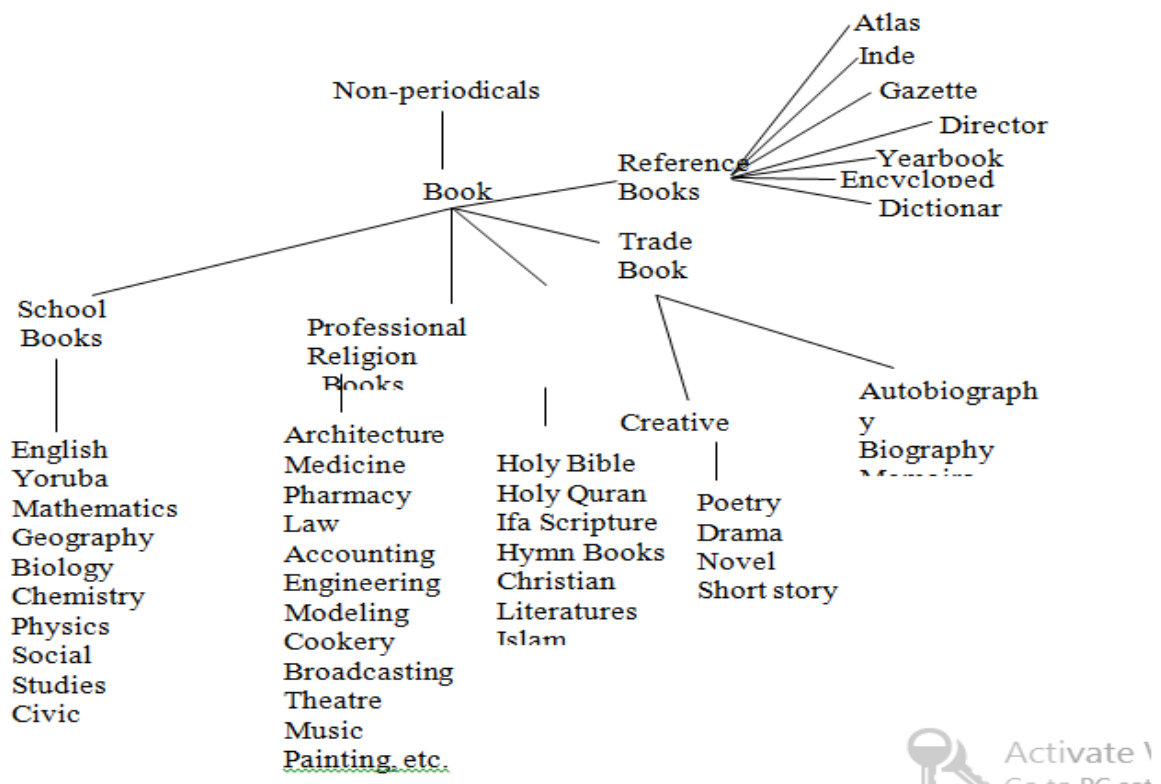 Non-periodicals
Book
Reference
Books
Atlas
Inde
Gazette
Director
Yearbook
Encycloped
Dictionar
Trade
Book
School
Books
Professional
Religion
Books
Creative
Autobiograph
y
Biography
Memoirs
English
Yoruba
Mathematics
Geography
Biology
Chemistry
Physics
Social
Studies
Civic
Architecture
Medicine
Pharmacy
Law
Accounting
Engineering
Modeling
Cookery
Broadcasting
Theatre
Music
Painting, etc.
Holy Bible
Holy Quran
Ifa Scripture
Hymn Books
Christian
Literatures
Islam
Poetry
Drama
Novel
Short story
Activate